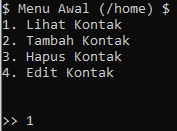 $ Menu Awal (/home) $
1. Lihat Kontak
2. Tambah Kontak
3. Hapus Kontak
4. Edit Kontak
>> 1